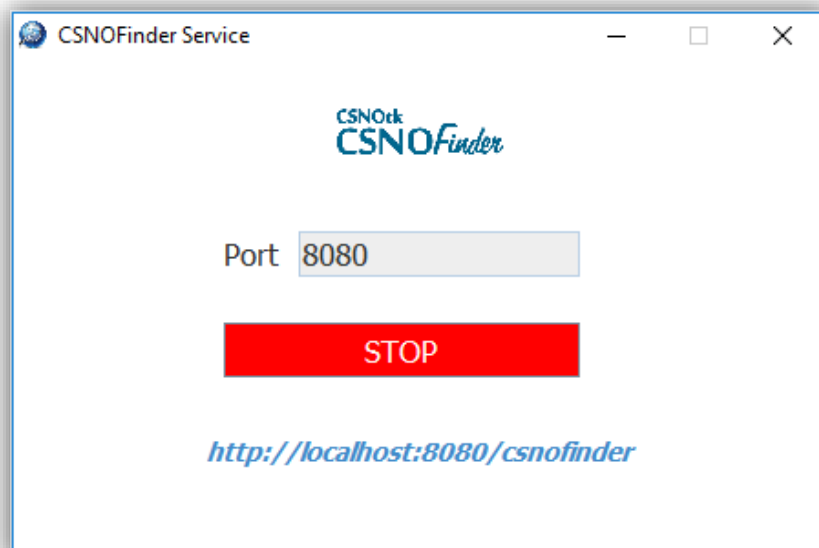 CSNOFinder Service
CSNOtk
CSNOFinder
Port 8080
STOP
http://localhost:8080/csnofinder